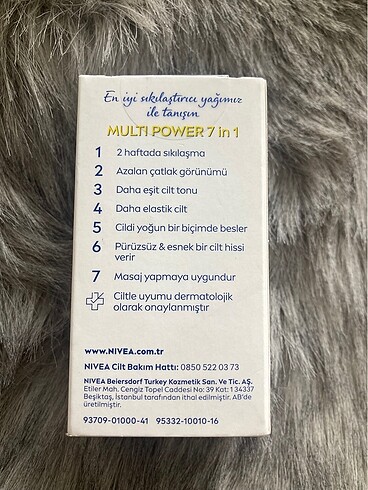 En iyi sıkılaştırıcı yağımız
ile tanışın
MULTI POWER 7 in 1
1 2 haftada sıkılaşma
2 Azalan çatlak görünümü
3 Daha eşit cilt tonu
4 Daha elastik cilt
5 Cildi yoğun bir biçimde besler
6 Pürüzsüz & esnek bir cilt hissi
verir
7 Masaj yapmaya uygundur
Ciltle uyumu dermatolojik
olarak onaylanmıştır
www.NIVEA.com.tr
NIVEA Cilt Bakım Hattı: 0850 522 03 73
NIVEA Beiersdorf Turkey Kozmetik San. Ve Tic. AŞ.
Etiler Mah. Cengiz Topel Caddesi No: 39 Kat: 1 34337
Beşiktaş, İstanbul tarafından ithal edilmiştir. AB'de
üretilmiştir.
93709-01000-41 95332-10010-16